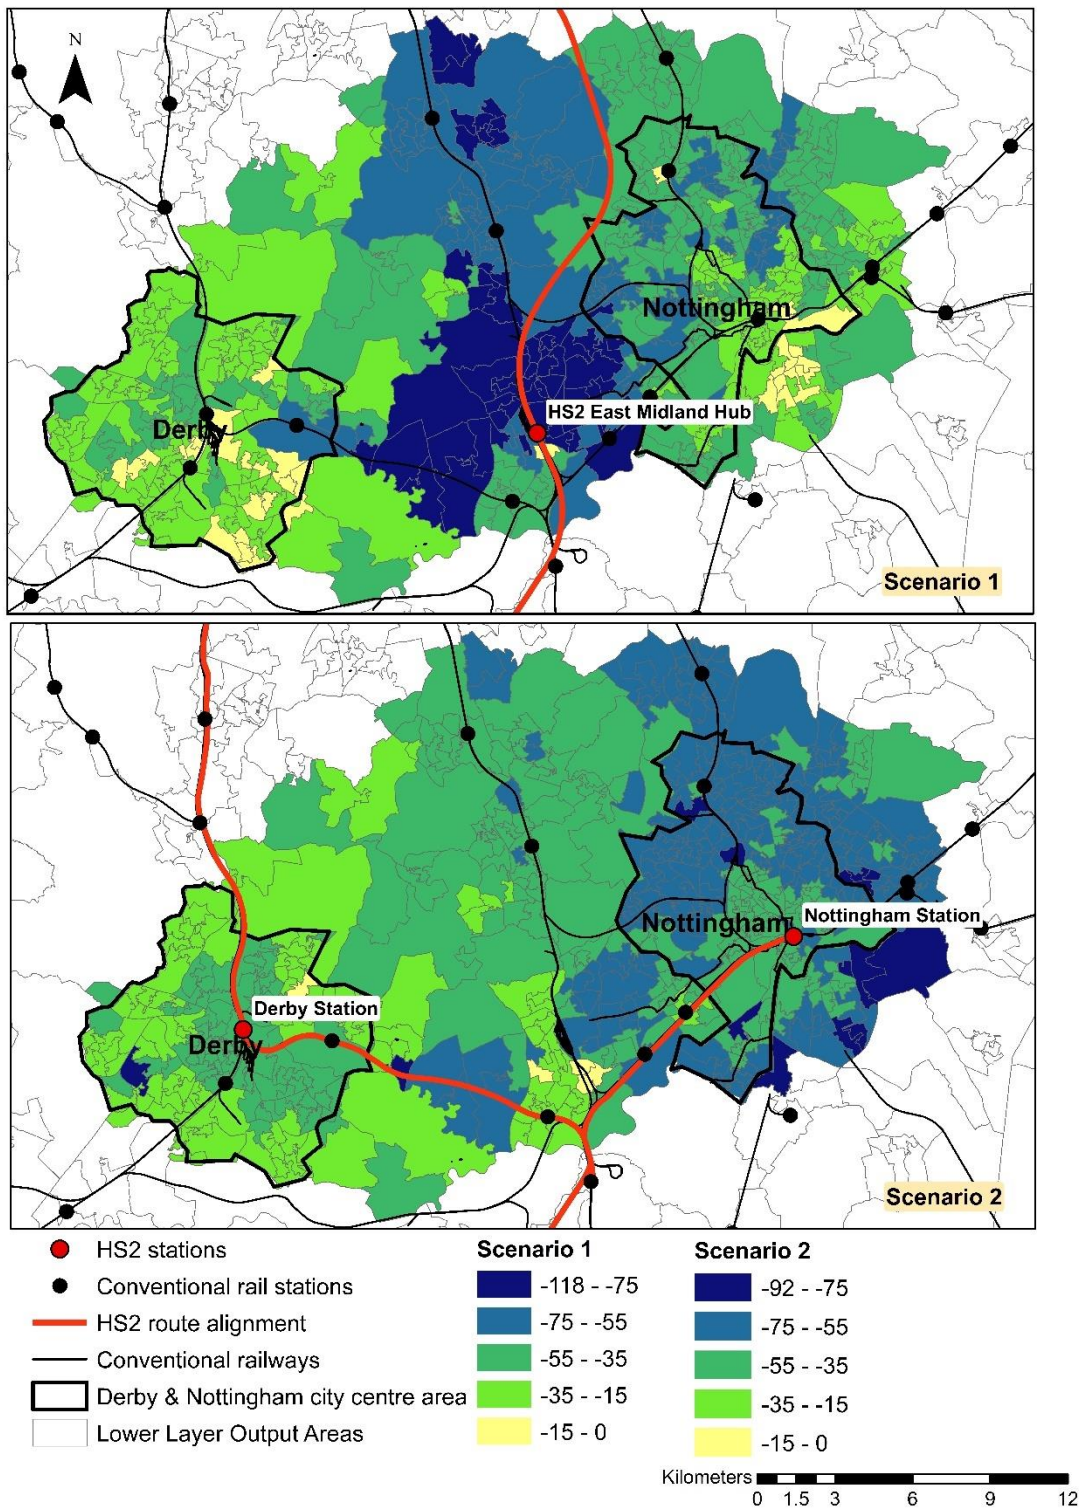 N
Nottingham
HS2 East Midland Hub
Derby
Scenario 1
Nottingham Station
Nottingham
Derby Station
Derby
Scenario 2
HS2 stations
Conventional rail stations
HS2 route alignment
Conventional railways
Derby & Nottingham city centre area
Lower Layer Output Areas
Scenario 1
-118 - -75
-75 - -55
-55 - -35
-35 - -15
-15 - 0
Scenario 2
-92 - -75
-75 - -55
-55 - -35
-35 - -15
-15 - 0
Kilometers
0 1.5 3 6 9 12